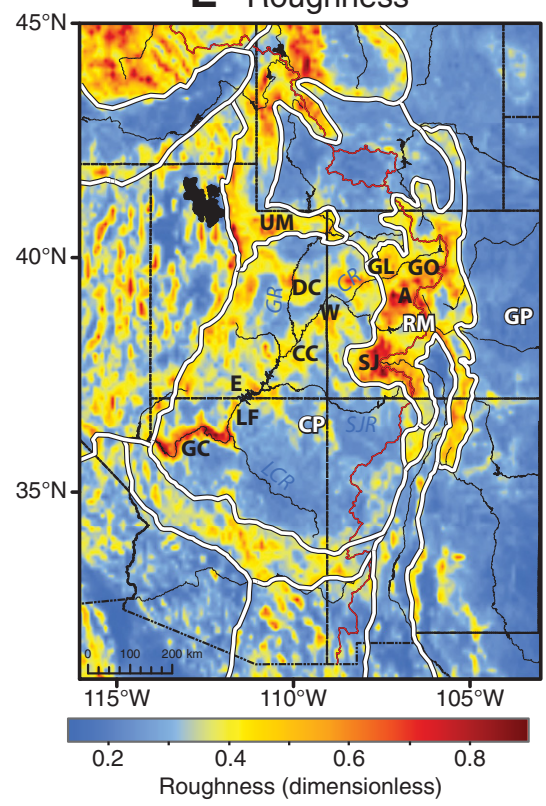 E Roughness
45°N
UM
40°N
GL
GO
GR
CR
DC
A
W
RM
GP
CC
SJ
E
LF
CP
SJR
GC
LCR
35°N
0 100 200 km
115°W
110°W
105°W
0.2
0.4
0.6
0.8
Roughness (dimensionless)